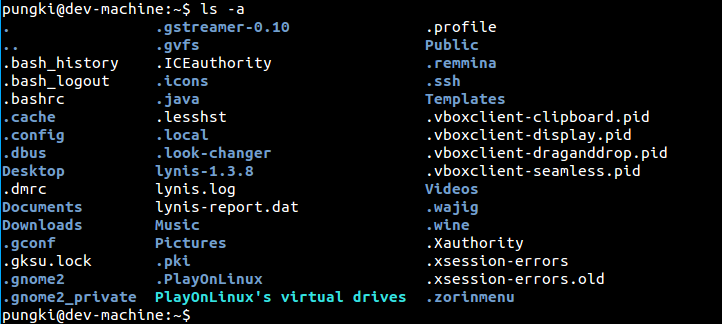 pungki@dev-machine:~$ ls -a
. .gstreamer-0.10 .profile
.. .gvfs Public
.bash_history .ICEauthority .remmina
.bash_logout .icons .ssh
.bashrc .java Templates
.cache .lesshst .vboxclient-clipboard.pid
.config .local .vboxclient-display.pid
.dbus .look-changer .vboxclient-draganddrop.pid
Desktop lynis-1.3.8 .vboxclient-seamless.pid
.dmrc lynis.log Videos
Documents lynis-report.dat .wajig
Downloads Music .wine
.gconf Pictures .Xauthority
.gksu.lock .pki .xsession-errors
.gnome2 .PlayOnLinux .xsession-errors.old
.gnome2_private PlayOnLinux's virtual drives .zorinmenu
pungki@dev-machine:~$